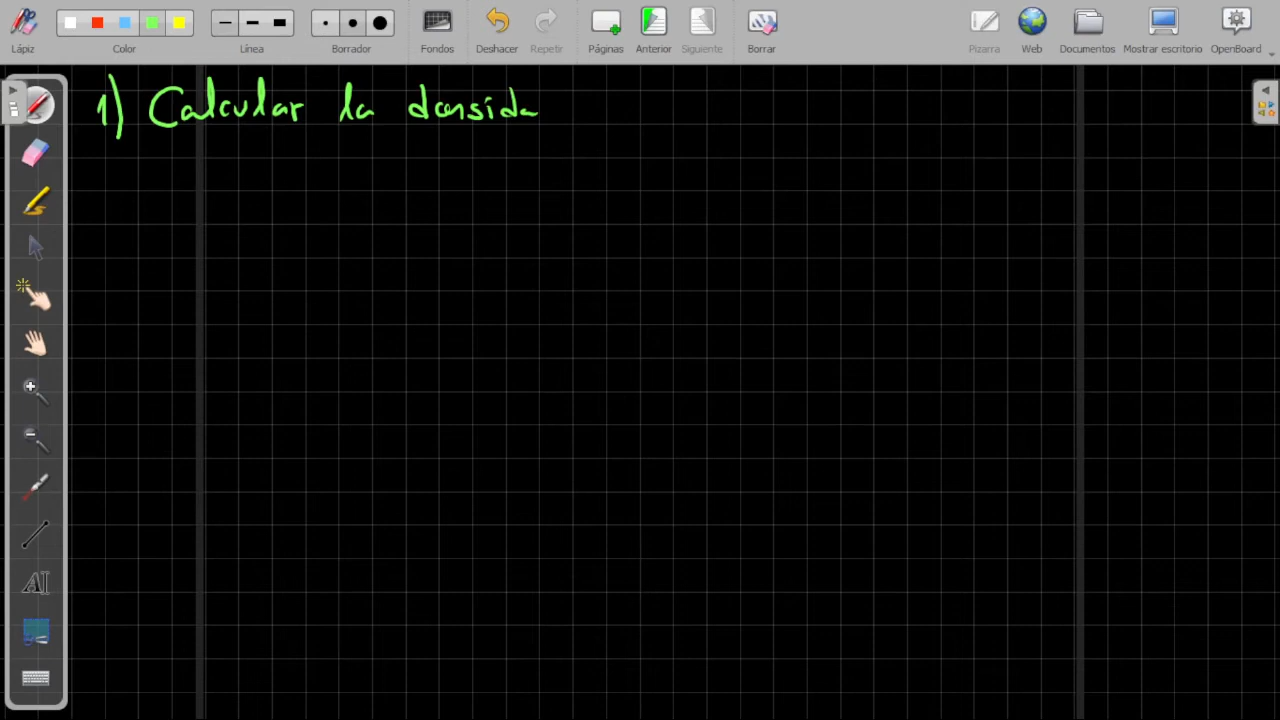 Lápiz Color Línea Borrador Fondos Deshacer Repetir Páginas Anterior Siguiente Borrar Pizarra Web Documentos Mostrar escritorio OpenBoard
1) Calcular la densida
AI